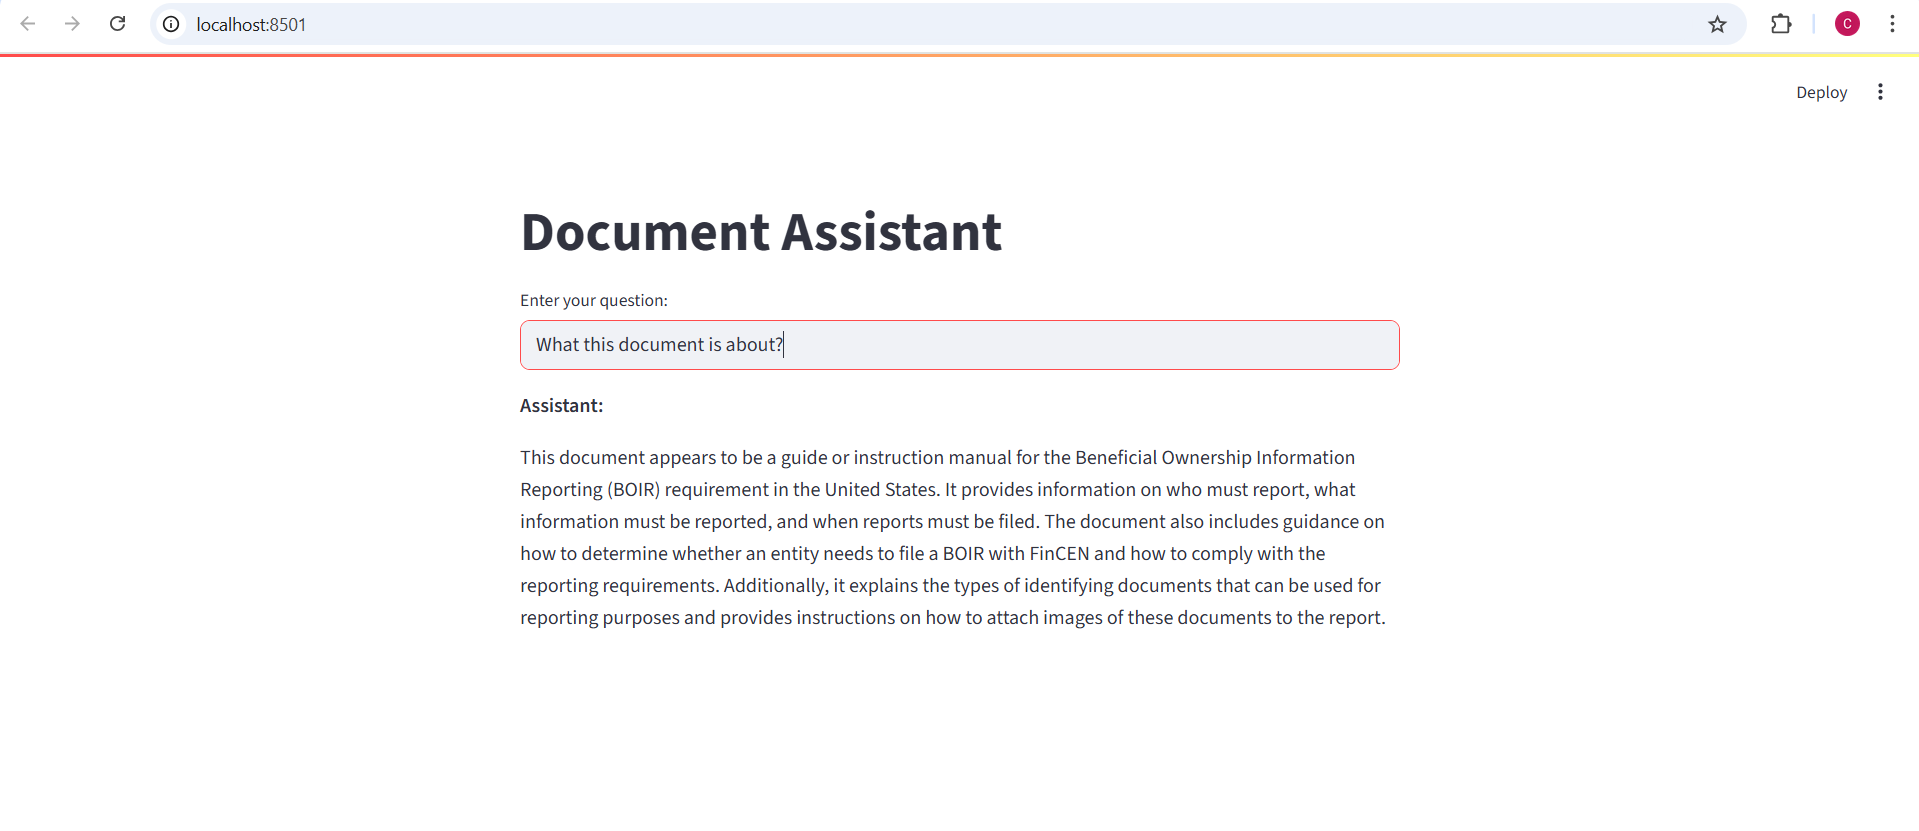 localhost:8501
C
Deploy
Document Assistant
Enter your question:
What this document is about?
Assistant:
This document appears to be a guide or instruction manual for the Beneficial Ownership Information
Reporting (BOIR) requirement in the United States. It provides information on who must report, what
information must be reported, and when reports must be filed. The document also includes guidance on
how to determine whether an entity needs to file a BOIR with FinCEN and how to comply with the
reporting requirements. Additionally, it explains the types of identifying documents that can be used for
reporting purposes and provides instructions on how to attach images of these documents to the report.